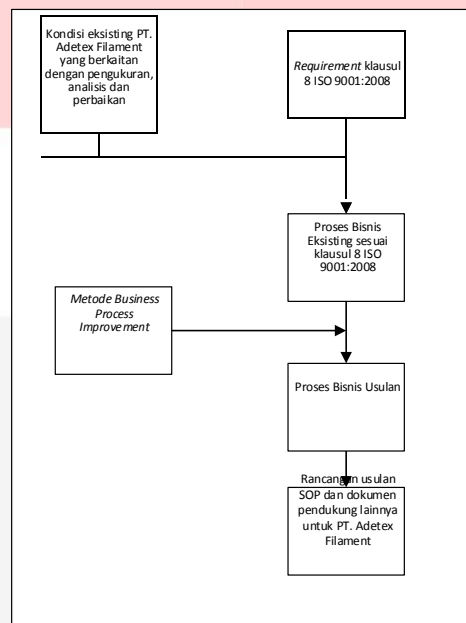 Kondisi eksisting PT.
Adetex Filament
yang berkaitan
dengan pengukuran,
analisis dan
perbaikan
Requirement klausul
8 ISO 9001:2008
Proses Bisnis
Eksisting sesuai
klausul 8 ISO
9001:2008
Metode Business
Process
Improvement
Proses Bisnis Usulan
Rancangan usulan
SOP dan dokumen
pendukung lainnya
untuk PT. Adetex
Filament